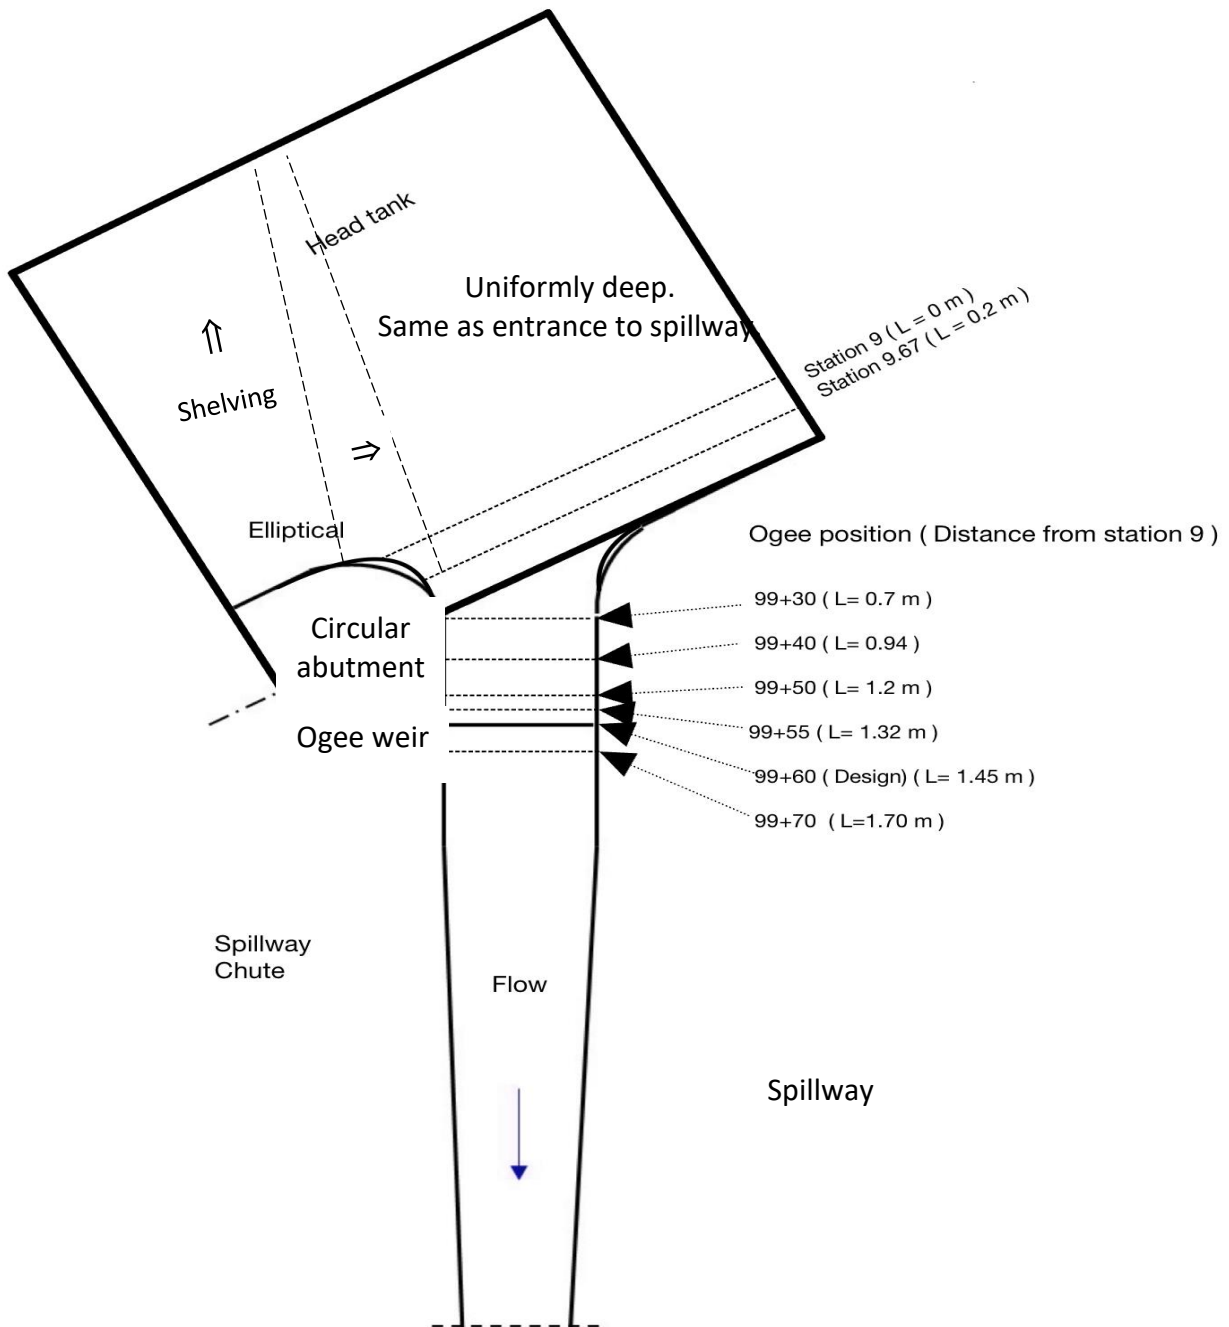 Head tank
Uniformly deep.
Same as entrance to spillway.
Station 9 ( L = 0 m )
Station 9.67 ( L = 0.2 m )
Shelving
Elliptical
Ogee position ( Distance from station 9 )
99+30 ( L= 0.7 m )
Circular
abutment
99+40 ( L= 0.94 )
99+50 ( L= 1.2 m )
Ogee weir
99+55 ( L= 1.32 m )
99+60 ( Design) ( L= 1.45 m )
99+70 ( L=1.70 m )
Spillway
Chute
Flow
Spillway